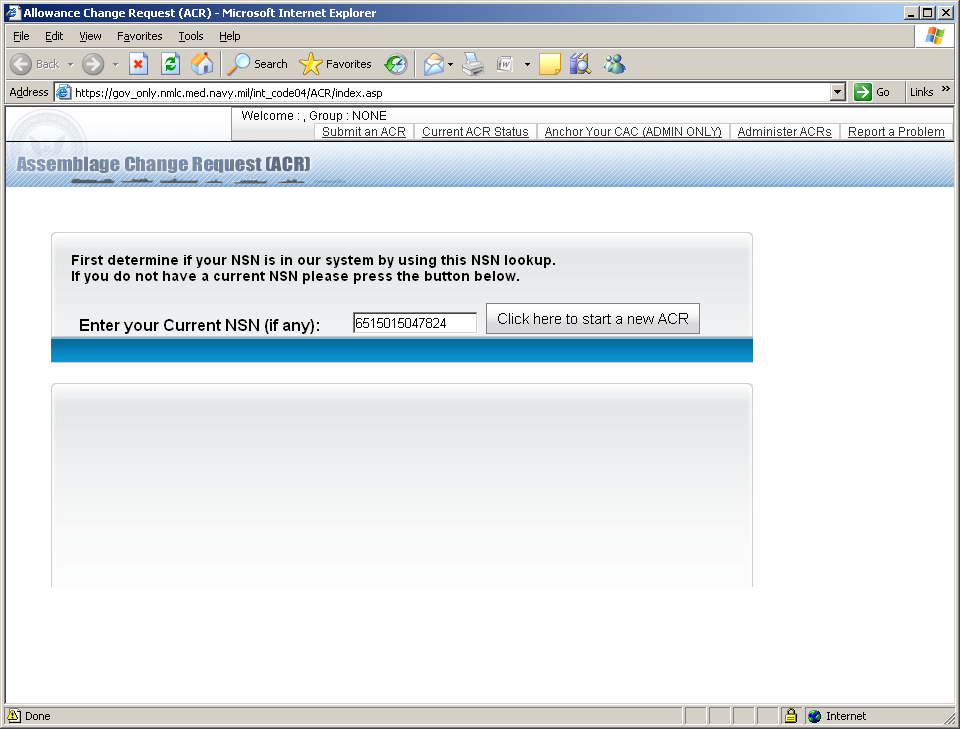 Allowance Change Request (ACR) - Microsoft Internet Explorer
File Edit View Favorites Tools Help
Back Search Favorites W
Address https://gov_only.nmlc.med.navy.mil/int_code04/ACR/index.asp Go Links »
Welcome : , Group : NONE
Submit an ACR Current ACR Status Anchor Your CAC (ADMIN ONLY) Administer ACRs Report a Problem
Assemblage Change Request (ACR)
First determine if your NSN is in our system by using this NSN lookup.
If you do not have a current NSN please press the button below.
Enter your Current NSN (if any): 6515015047824 Click here to start a new ACR
Done Internet